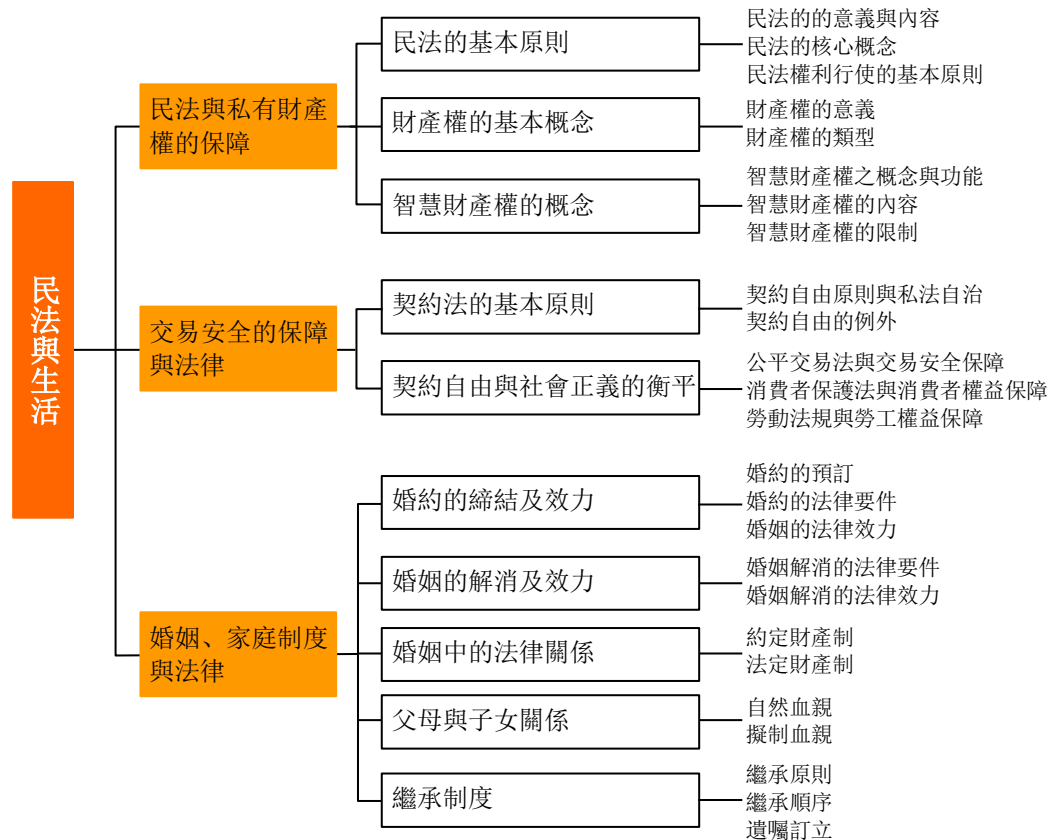 民法與生活
民法與私有財產
權的保障
民法的基本原則
民法的的意義與內容
民法的核心概念
民法權利行使的基本原則
財產權的基本概念
財產權的意義
財產權的類型
智慧財產權的概念
智慧財產權之概念與功能
智慧財產權的內容
智慧財產權的限制
交易安全的保障
與法律
契約法的基本原則
契約自由原則與私法自治
契約自由的例外
契約自由與社會正義的衡平
公平交易法與交易安全保障
消費者保護法與消費者權益保障
勞動法規與勞工權益保障
婚姻、家庭制度
與法律
婚約的締結及效力
婚約的預訂
婚約的法律要件
婚姻的法律效力
婚姻的解消及效力
婚姻解消的法律要件
婚姻解消的法律效力
婚姻中的法律關係
約定財產制
法定財產制
父母與子女關係
自然血親
擬制血親
繼承制度
繼承原則
繼承順序
遺囑訂立